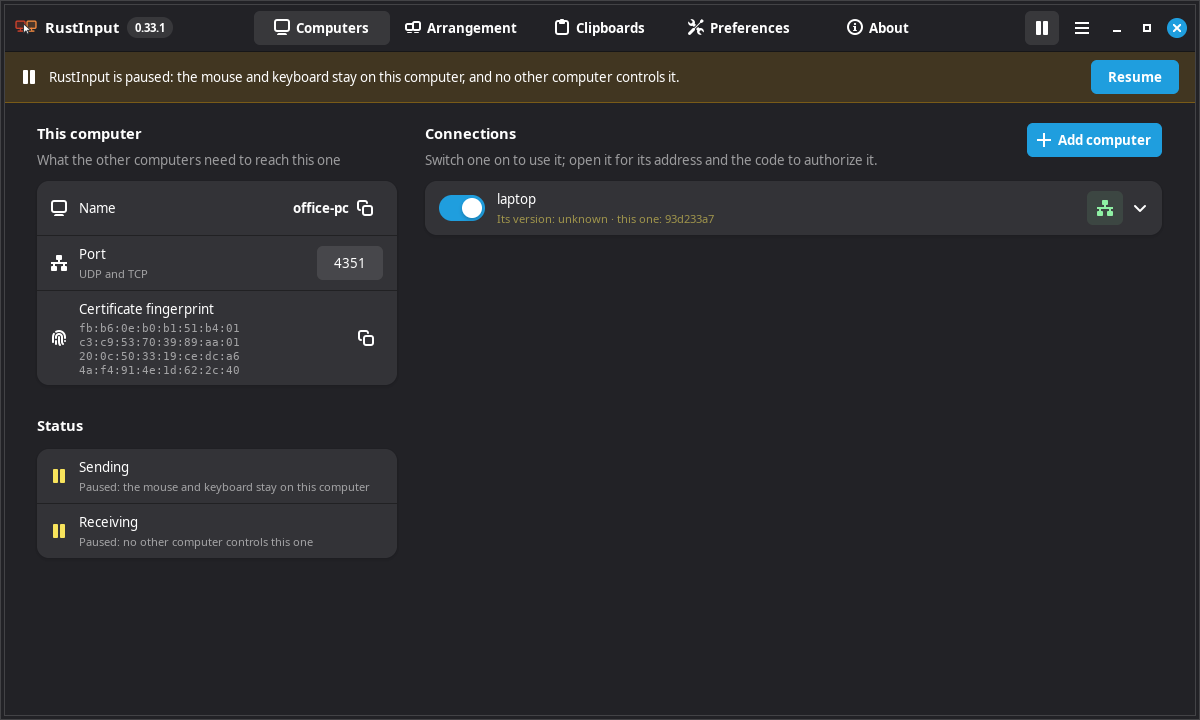 RustInput 0.33.1 Computers Arrangement Clipboards Preferences About
RustInput is paused: the mouse and keyboard stay on this computer, and no other computer controls it. Resume
This computer
What the other computers need to reach this one
Name office-pc
Port 4351
UDP and TCP
Certificate fingerprint
fb:b6:0e:b0:b1:51:b4:01
c3:c9:53:70:39:89:aa:01
20:0c:50:33:19:ce:dc:a6
4a:f4:91:4e:1d:62:2c:40
Status
Sending
Paused: the mouse and keyboard stay on this computer
Receiving
Paused: no other computer controls this one
Connections
Switch one on to use it; open it for its address and the code to authorize it.
Add computer
laptop
Its version: unknown · this one: 93d233a7